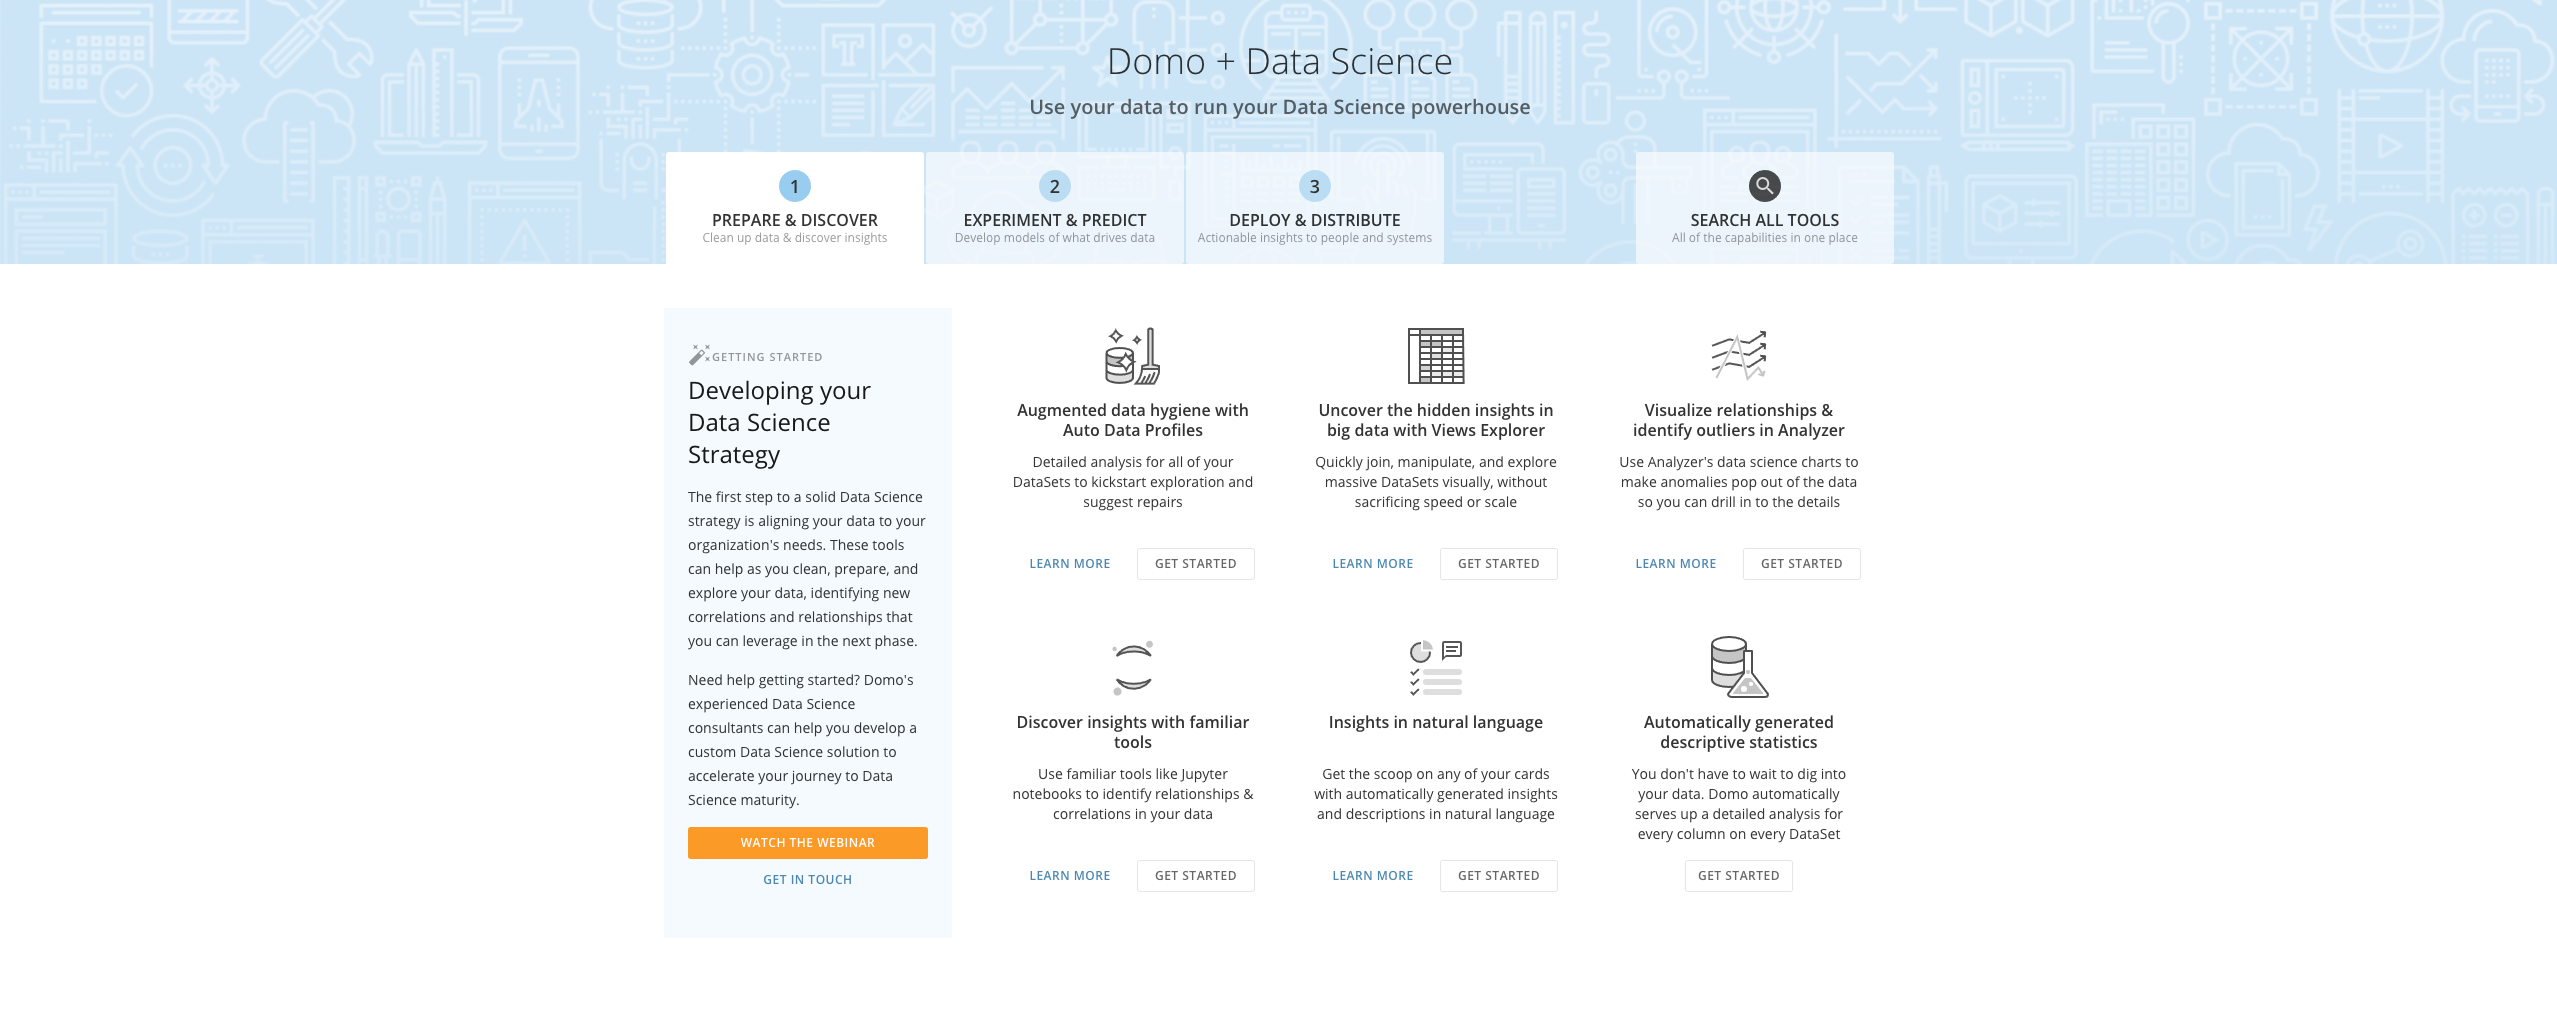 Domo + Data Science
Use your data to run your Data Science powerhouse
1
PREPARE & DISCOVER
Clean up data & discover insights
2
EXPERIMENT & PREDICT
Develop models of what drives data
3
DEPLOY & DISTRIBUTE
Actionable insights to people and systems
SEARCH ALL TOOLS
All of the capabilities in one place
GETTING STARTED
Developing your
Data Science
Strategy
The first step to a solid Data Science
strategy is aligning your data to your
organization's needs. These tools
can help as you clean, prepare, and
explore your data, identifying new
correlations and relationships that
you can leverage in the next phase.
Need help getting started? Domo's
experienced Data Science
consultants can help you develop a
custom Data Science solution to
accelerate your journey to Data
Science maturity.
WATCH THE WEBINAR
GET IN TOUCH
Augmented data hygiene with
Auto Data Profiles
Detailed analysis for all of your
DataSets to kickstart exploration and
suggest repairs
LEARN MORE
GET STARTED
Uncover the hidden insights in
big data with Views Explorer
Quickly join, manipulate, and explore
massive DataSets visually, without
sacrificing speed or scale
LEARN MORE
GET STARTED
Visualize relationships &
identify outliers in Analyzer
Use Analyzer's data science charts to
make anomalies pop out of the data
so you can drill in to the details
LEARN MORE
GET STARTED
Discover insights with familiar
tools
Use familiar tools like Jupyter
notebooks to identify relationships &
correlations in your data
LEARN MORE
GET STARTED
Insights in natural language
Get the scoop on any of your cards
with automatically generated insights
and descriptions in natural language
LEARN MORE
GET STARTED
Automatically generated
descriptive statistics
You don't have to wait to dig into
your data. Domo automatically
serves up a detailed analysis for
every column on every DataSet
GET STARTED